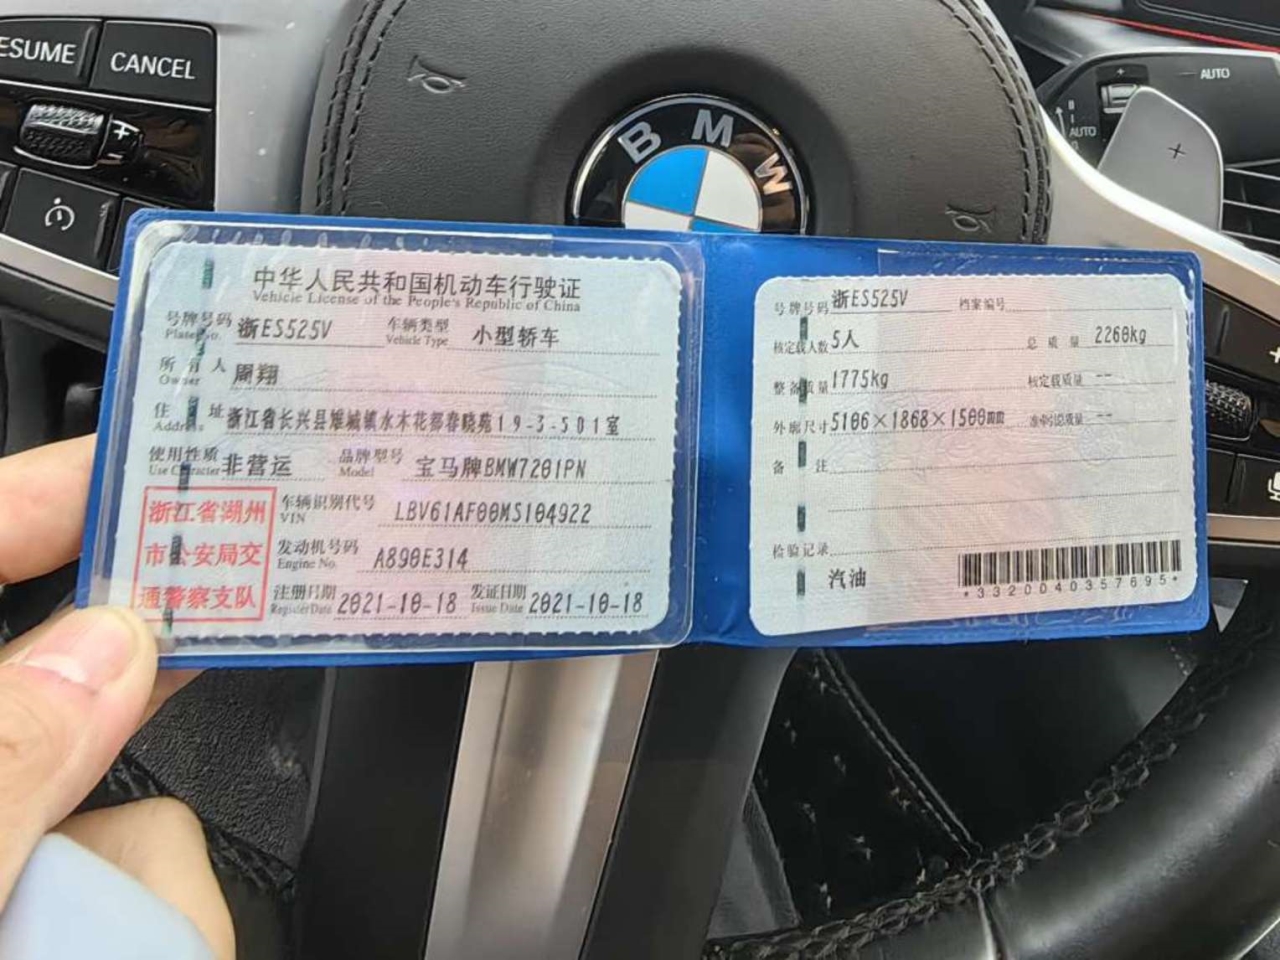 RESUME CANCEL
BMW
AUTO
AUTO
中华人民共和国机动车行驶证
Vehicle License of the People's Republic of China
号牌号码 浙ES525V 车辆类型 小型轿车
Plate No. Vehicle Type
所有人 周翔
Owner
住址 浙江省长兴县雉城镇水木花都春晓苑19-3-501室
Address
使用性质 非营运 品牌型号 宝马牌BMW7201PN
Use Character Model
浙江省湖州
市公安局交
通警察支队
车辆识别代号 LBV61AF00MS104922
VIN
发动机号码 A890E314
Engine No.
注册日期 2021-10-18 发证日期 2021-10-18
Register Date Issue Date
号牌号码 浙ES525V 档案编号
核定载人数 5人 总质量 2260kg
整备质量 1775kg 核定载质量 --
外廓尺寸 5106×1868×1500mm 准牵引总质量 --
备注
检验记录
汽油
*3320040357695*